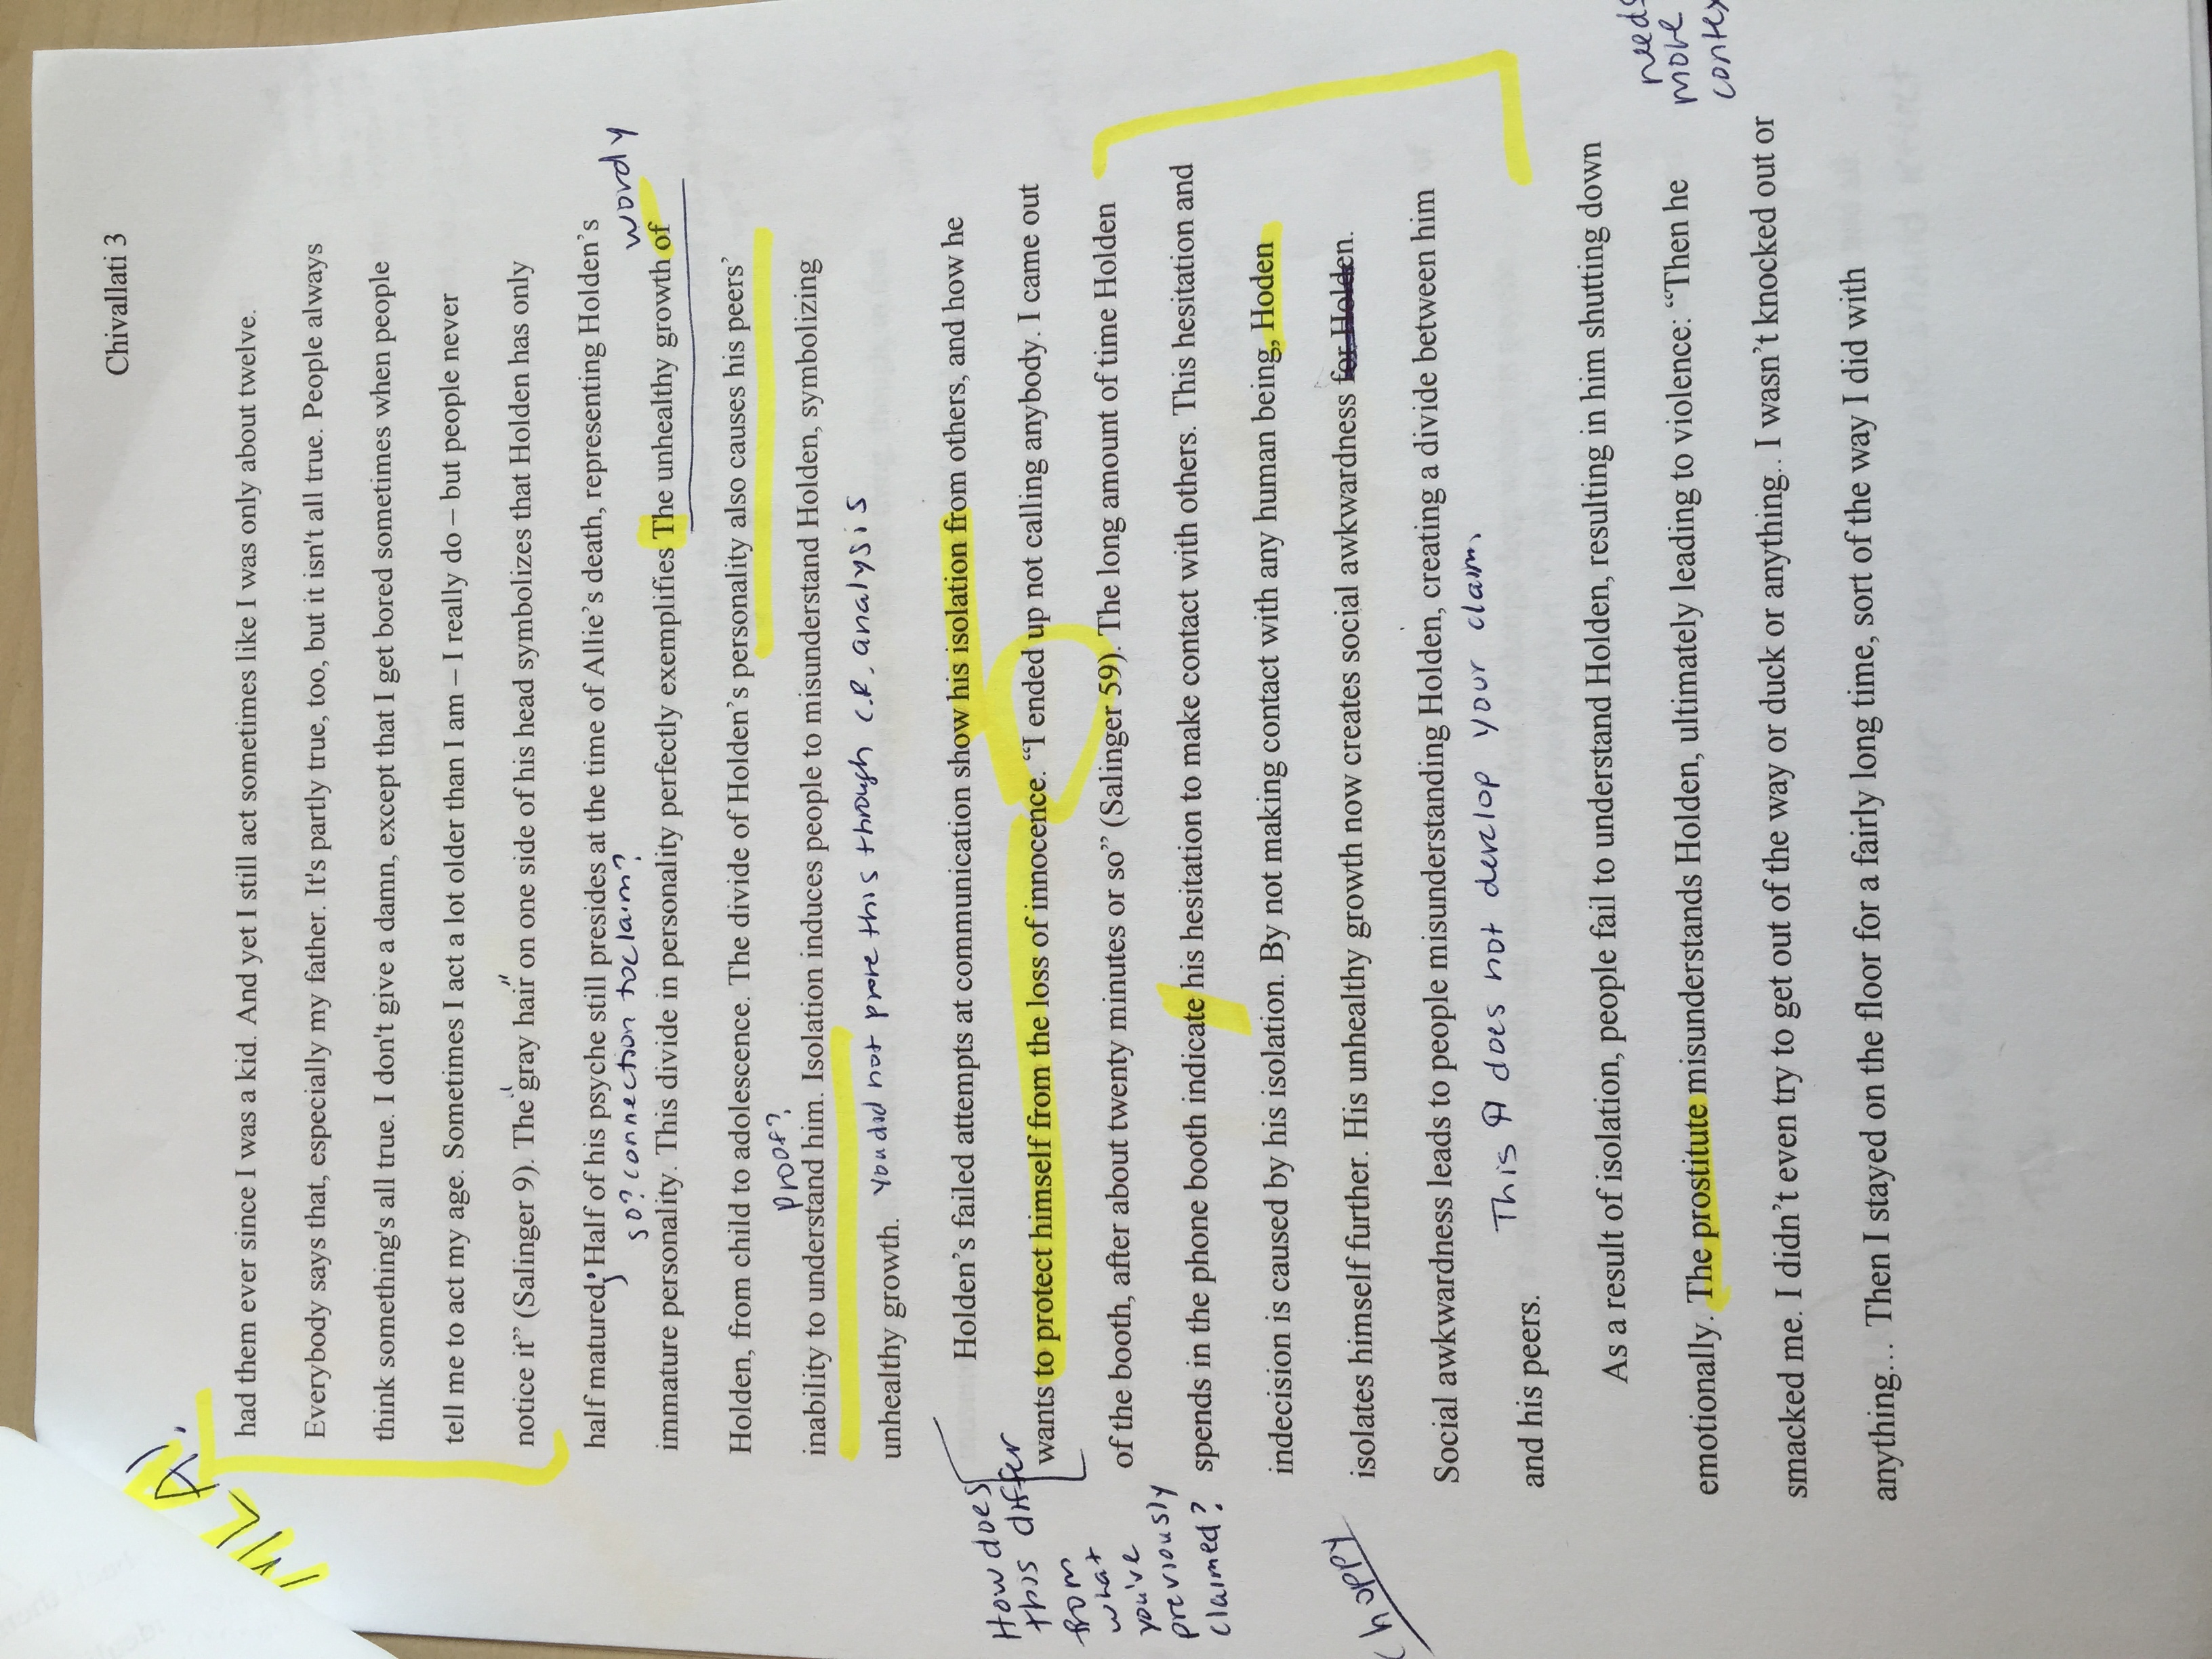 Chivallati 3
MLA!
had them ever since I was a kid. And yet I still act sometimes like I was only about twelve.
Everybody says that, especially my father. It's partly true, too, but it isn't all true. People always
think something's all true. I don't give a damn, except that I get bored sometimes when people
tell me to act my age. Sometimes I act a lot older than I am – I really do – but people never
notice it” (Salinger 9). The "gray hair" on one side of his head symbolizes that Holden has only
half matured; Half of his psyche still presides at the time of Allie’s death, representing Holden’s
so? connection to claim?
wordy
immature personality. This divide in personality perfectly exemplifies The unhealthy growth of
Holden, from child to adolescence. The divide of Holden’s personality also causes his peers’
proof?
inability to understand him. Isolation induces people to misunderstand Holden, symbolizing
unhealthy growth. You did not prove this through C.R. analysis
Holden’s failed attempts at communication show his isolation from others, and how he
wants to protect himself from the loss of innocence. “I ended up not calling anybody. I came out
of the booth, after about twenty minutes or so” (Salinger 59). The long amount of time Holden
spends in the phone booth indicate his hesitation to make contact with others. This hesitation and
indecision is caused by his isolation. By not making contact with any human being, Hoden
isolates himself further. His unhealthy growth now creates social awkwardness for Holden.
Social awkwardness leads to people misunderstanding Holden, creating a divide between him
This ¶ does not develop your claim.
and his peers.
How does
this differ
from
what
you've
previously
claimed?
choppy
As a result of isolation, people fail to understand Holden, resulting in him shutting down
emotionally. The prostitute misunderstands Holden, ultimately leading to violence: “Then he
smacked me. I didn’t even try to get out of the way or duck or anything.. I wasn’t knocked out or
anything… Then I stayed on the floor for a fairly long time, sort of the way I did with
needs
more
contex